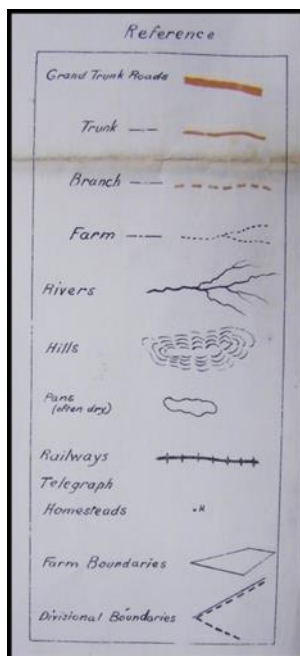 Reference
Grand Trunk Roads
Trunk — —
Branch — —
Farm — —
Rivers
Hills
Pans
(often dry)
Railways
Telegraph
Homesteads .H
Farm Boundaries
Divisional Boundaries